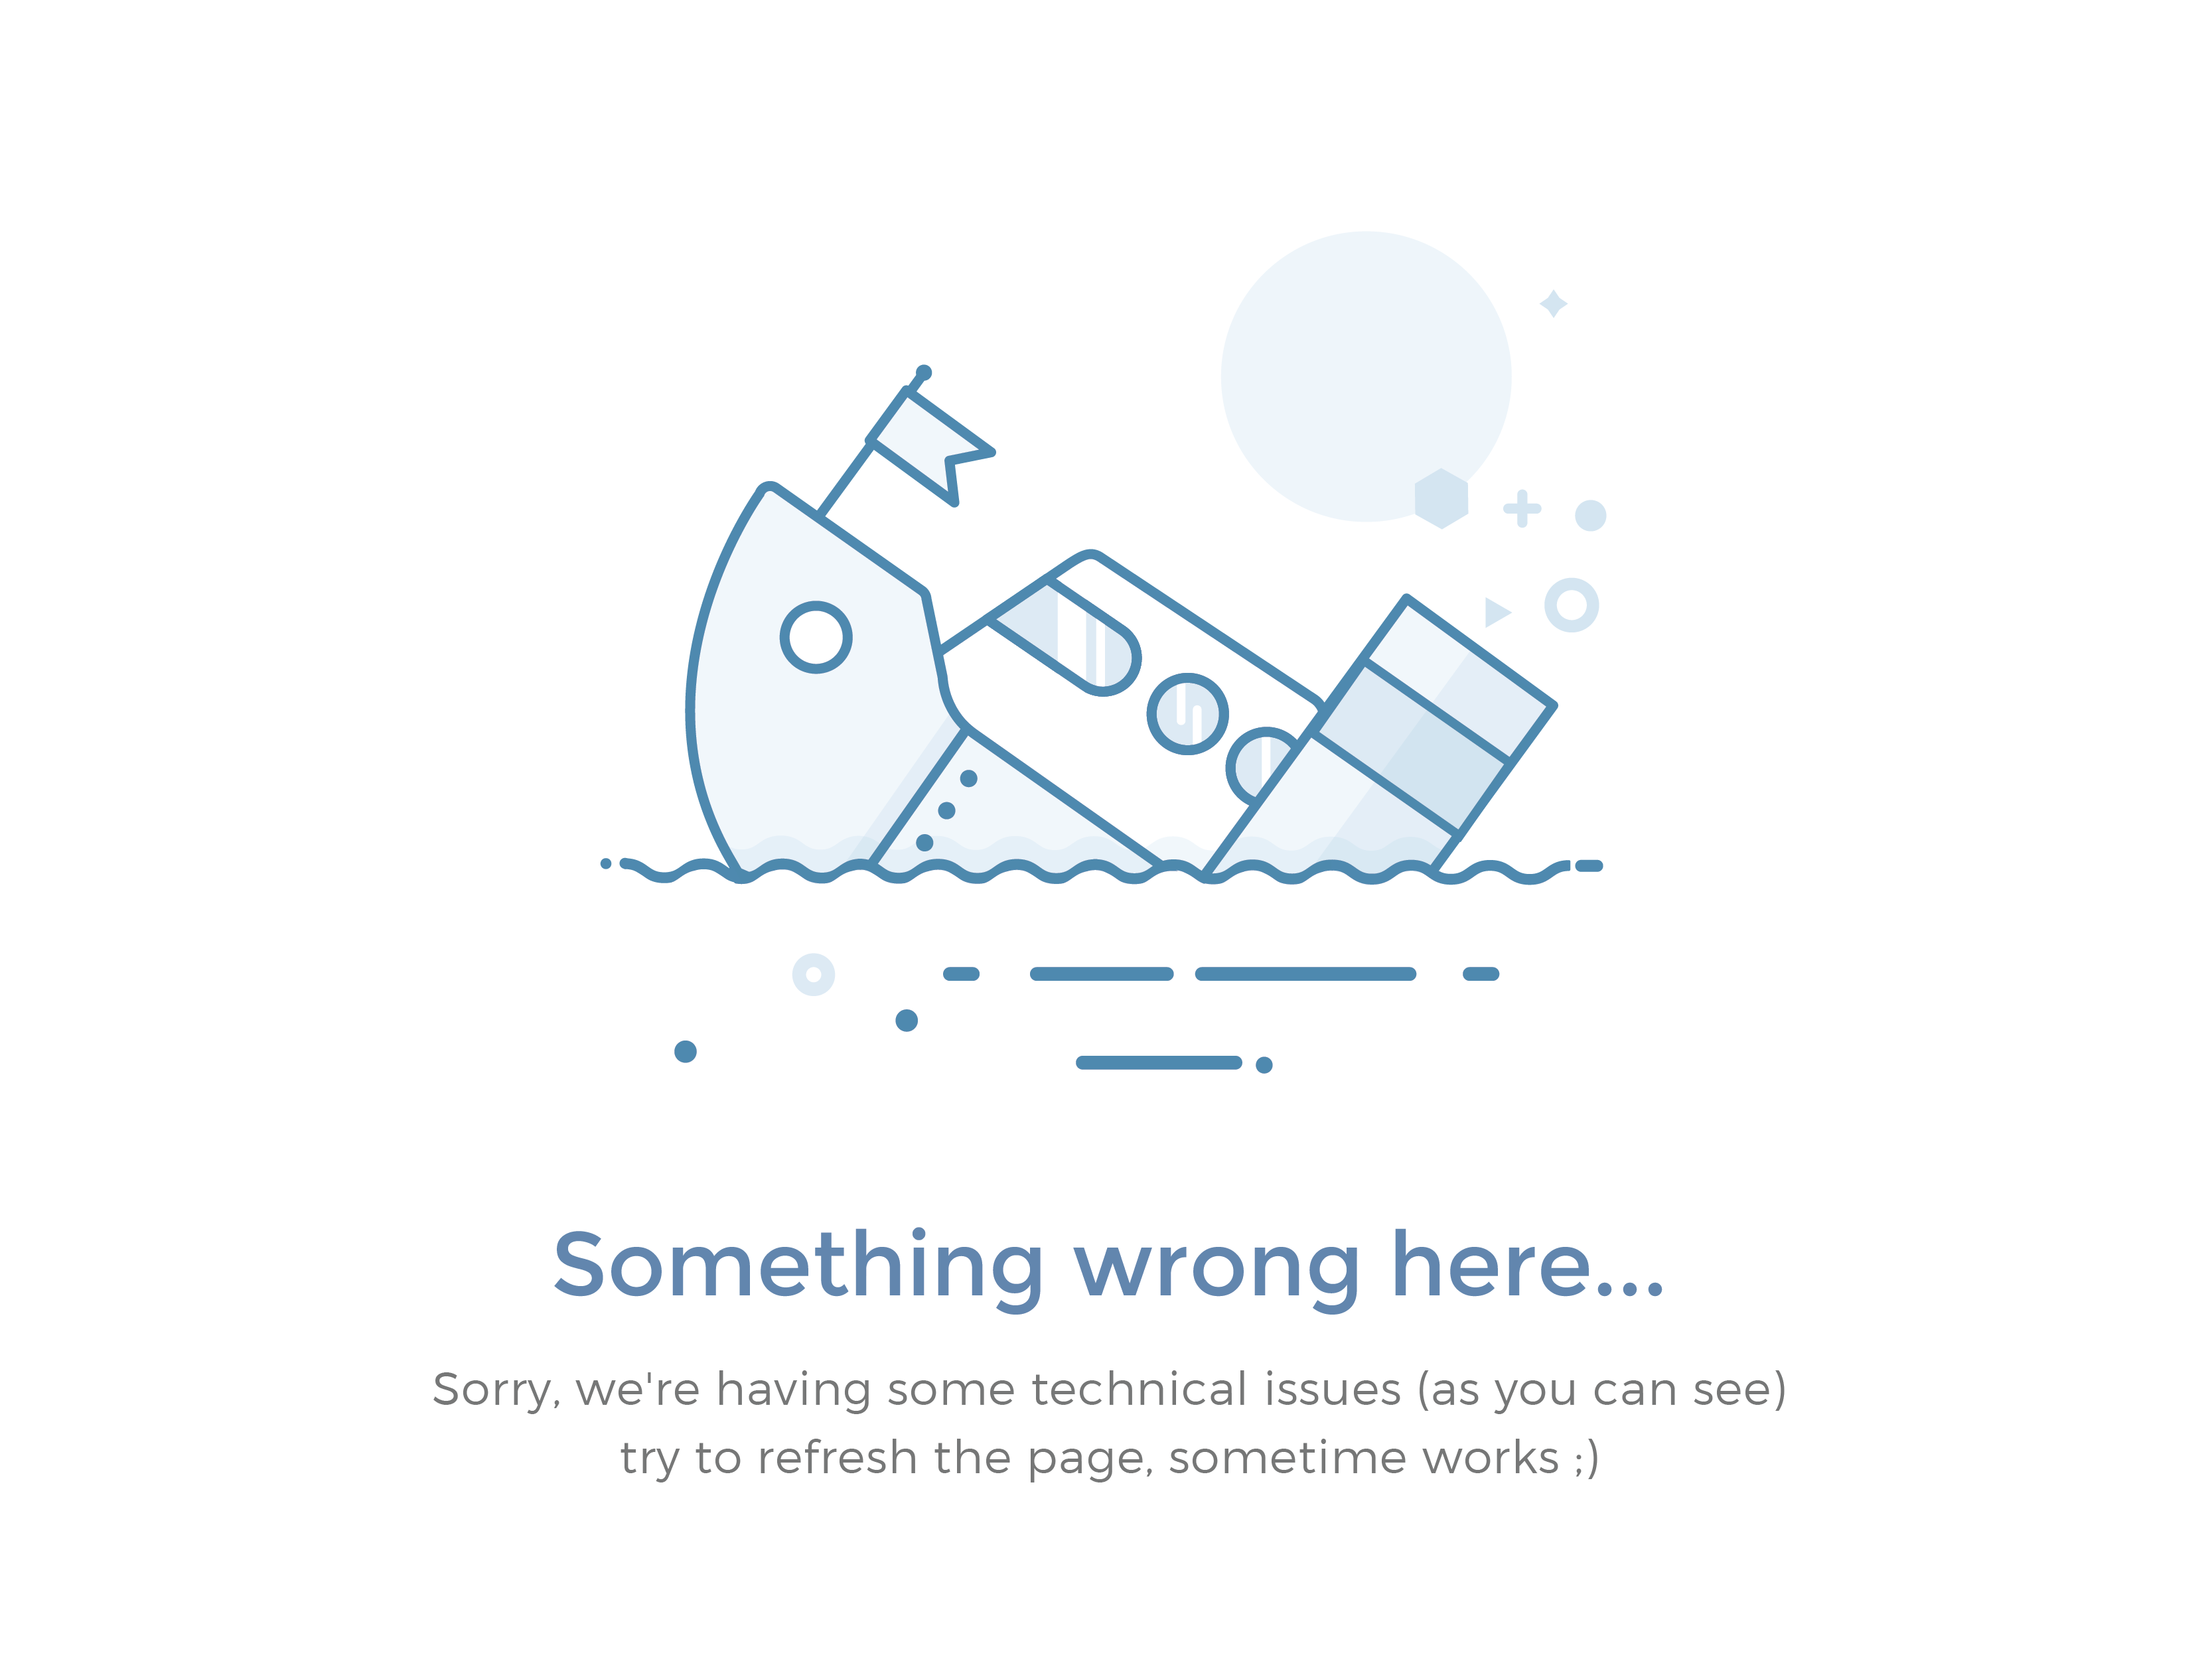 Something wrong here...
Sorry, we're having some technical issues (as you can see)
try to refresh the page, sometime works ;)